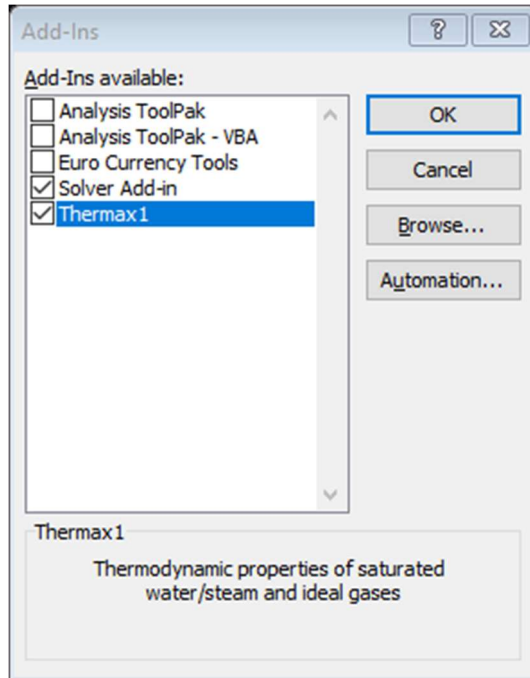 Add-Ins
Add-Ins available:
Analysis ToolPak
Analysis ToolPak - VBA
Euro Currency Tools
Solver Add-in
Thermax1
OK
Cancel
Browse...
Automation...
Thermax1
Thermodynamic properties of saturated
water/steam and ideal gases